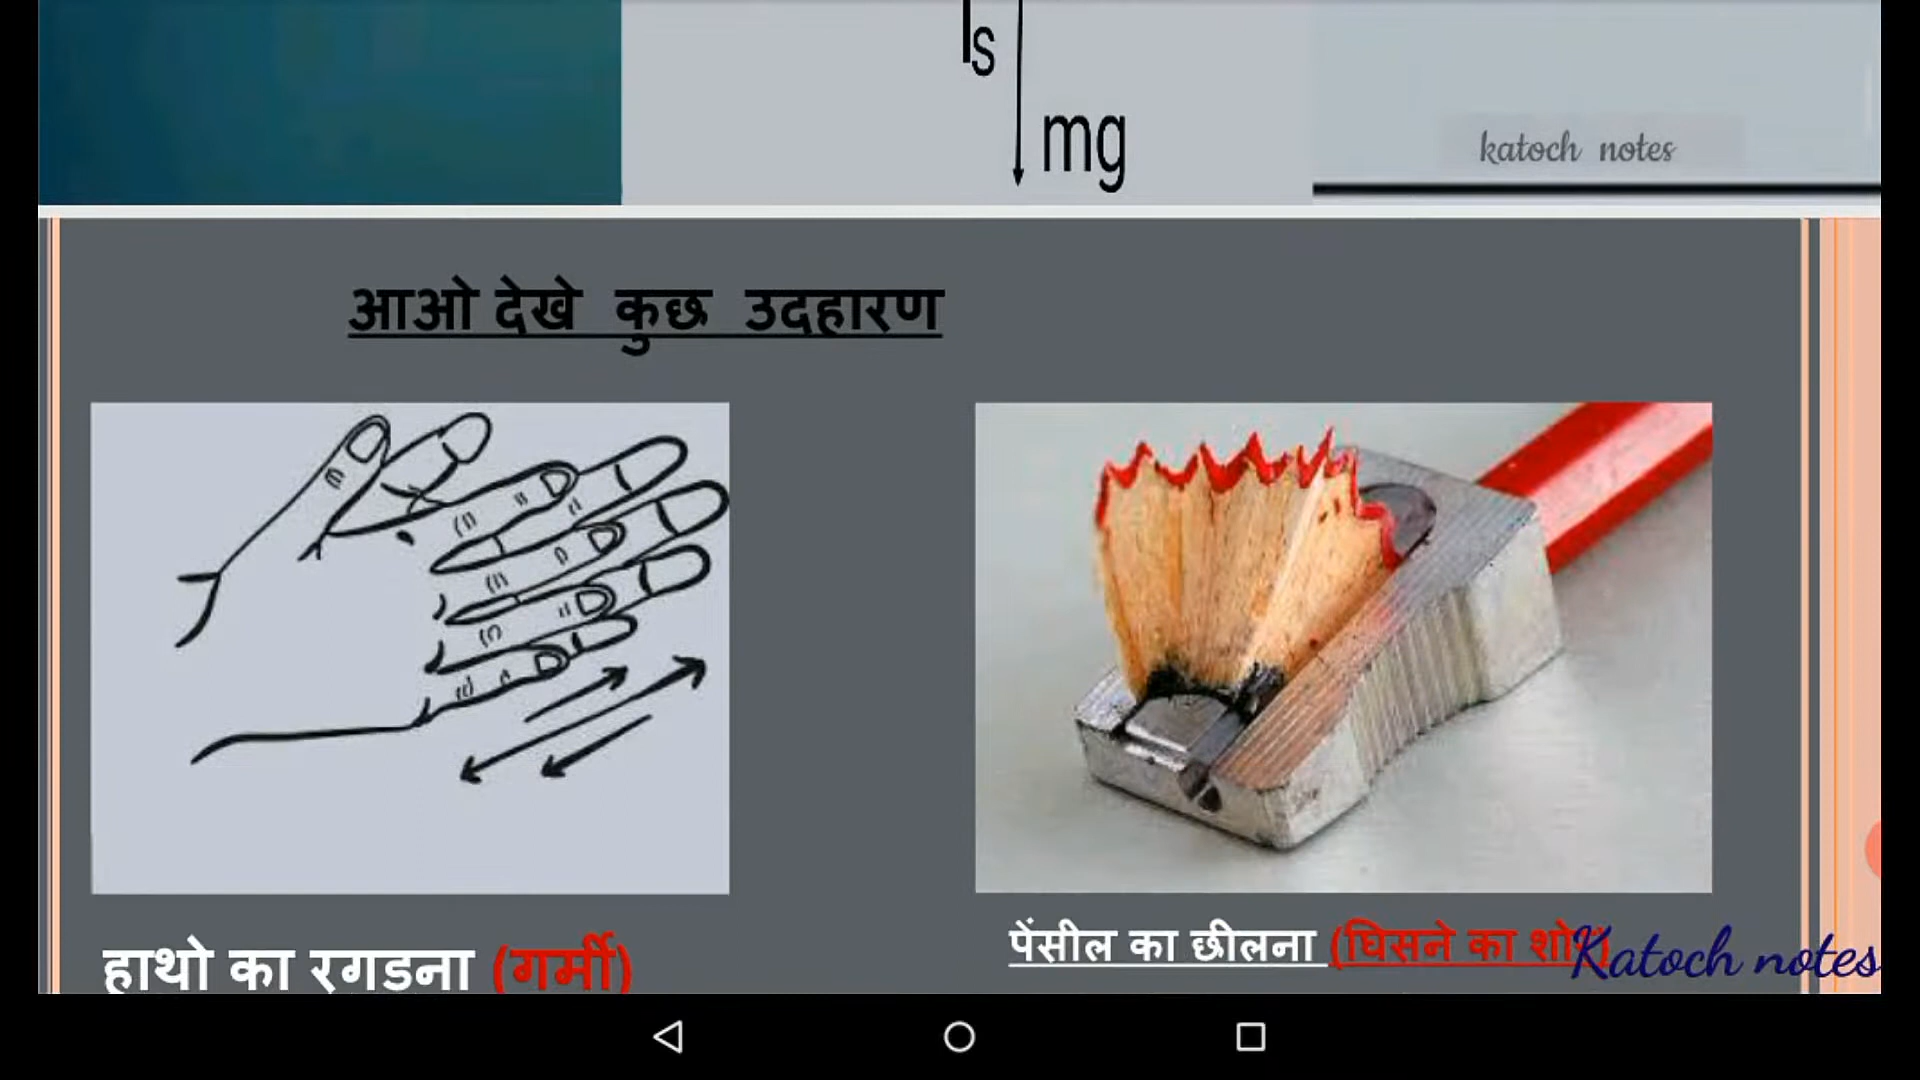 s
mg
katoch notes
आओ देखे कुछ उदहारण
हाथो का रगडना (गर्मी)
पेंसील का छीलना (घिसने का
Katoch notes